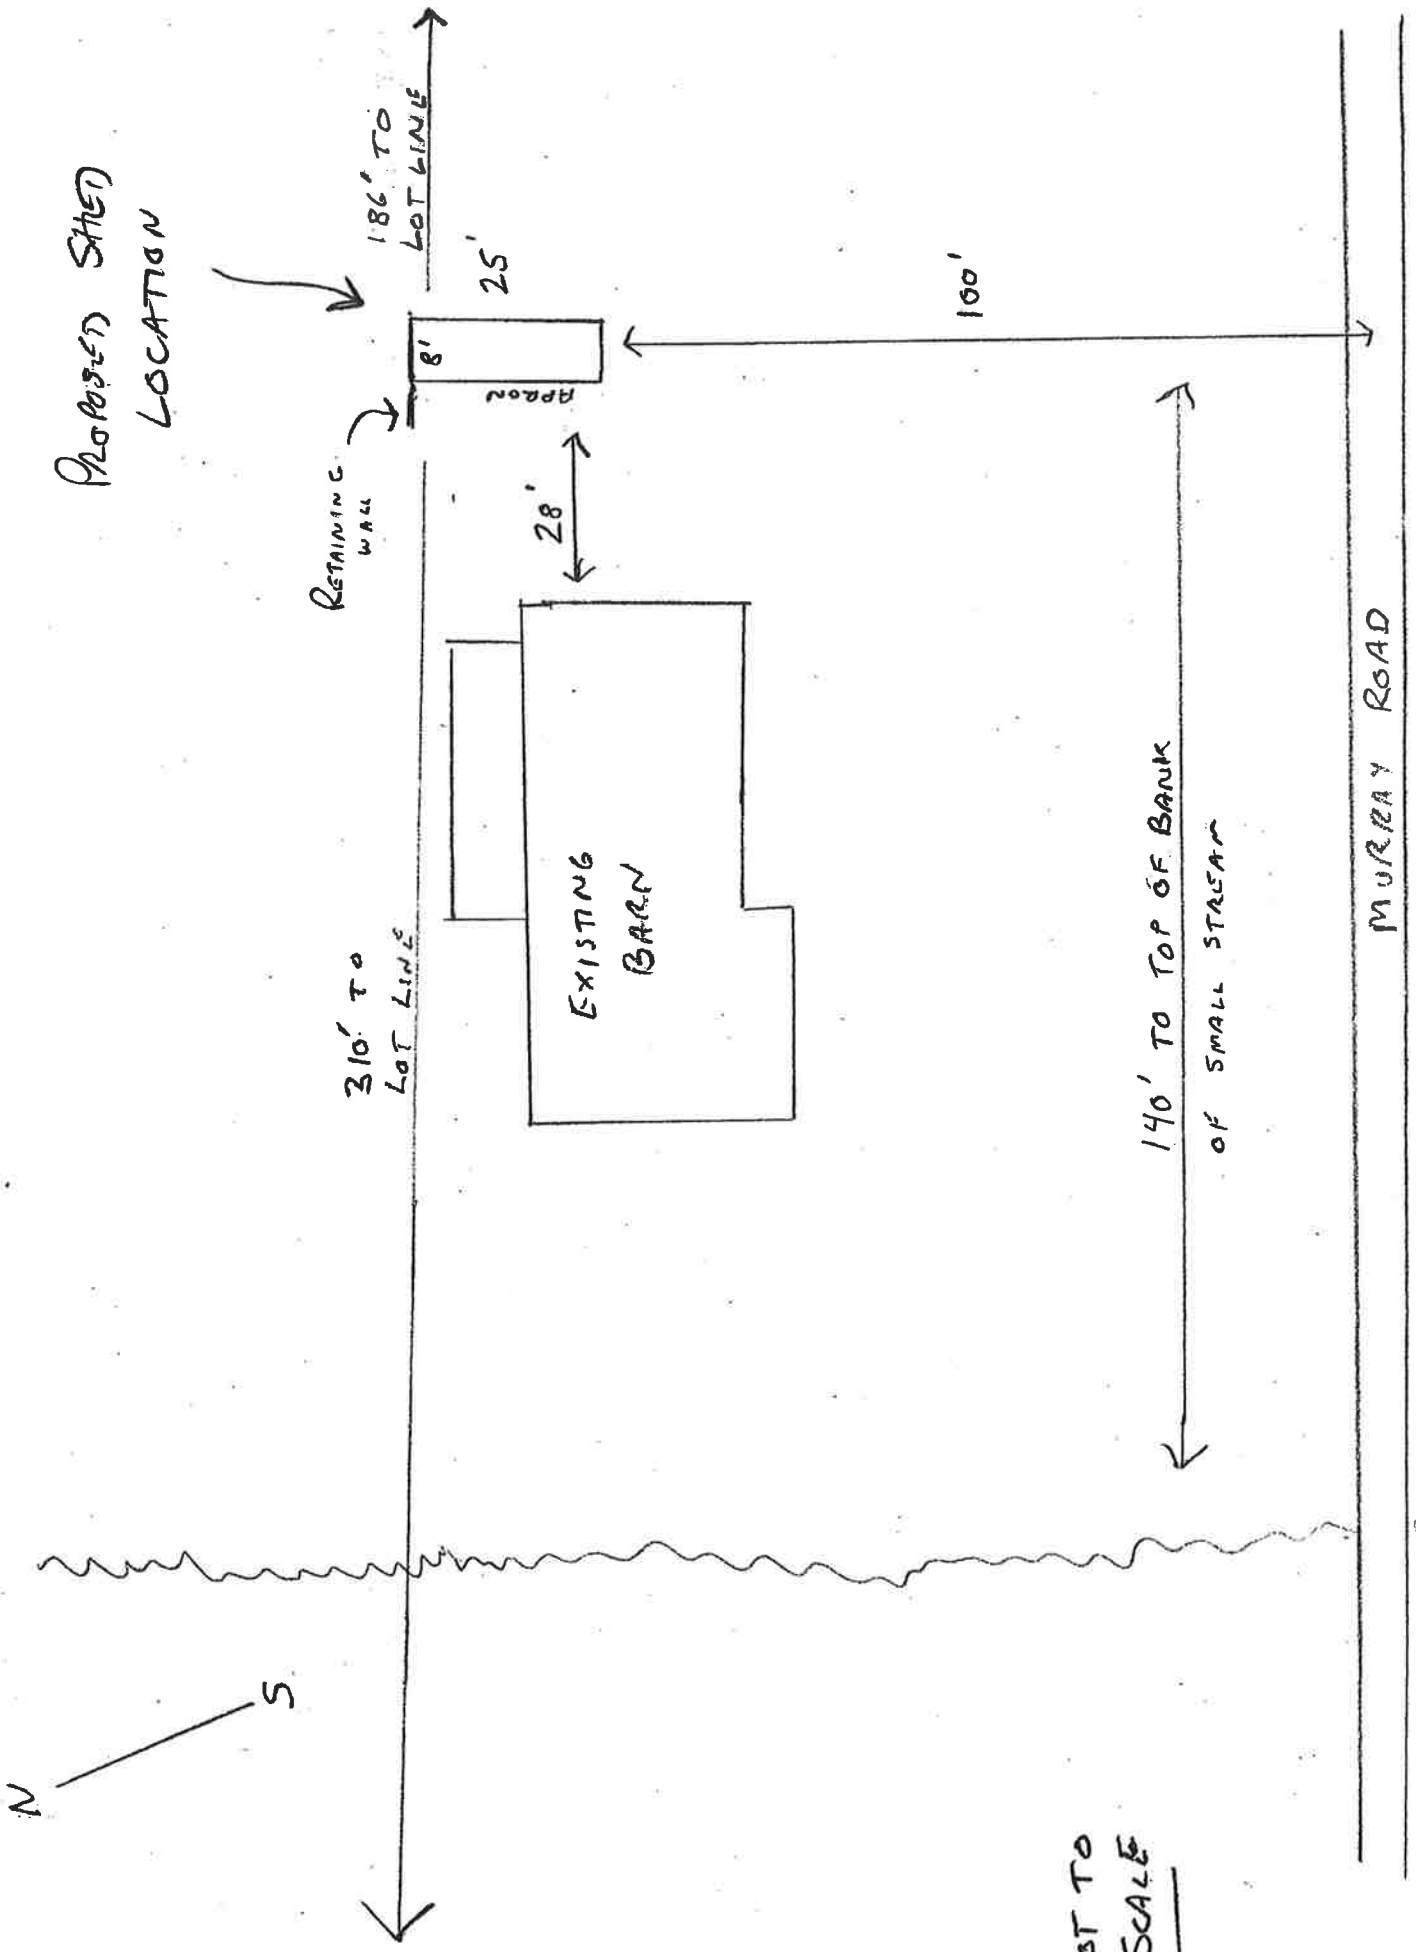 N
S
PROPOSED SHED
LOCATION
RETAINING
WALL
310' TO
LOT LINE
186' TO
LOT LINE
8'
25'
APRON
28'
EXISTING
BARN
100'
140' TO TOP OF BANK
OF SMALL STREAM
TO
SCALE
MURRAY ROAD